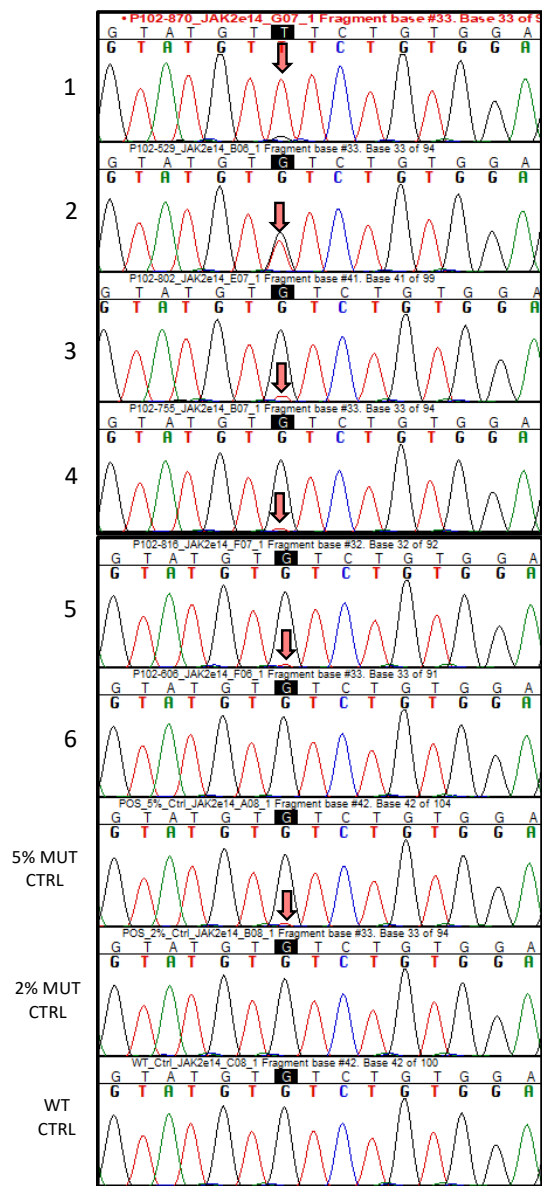 • P102-870_JAK2e14_G07_1 Fragment base #33. Base 33 of 9
G T A T G T T T C T G T G G A
G T A T G T T T C T G T G G A
1
P102-529_JAK2e14_B06_1 Fragment base #33. Base 33 of 94
G T A T G T G T C T G T G G A
G T A T G T G T C T G T G G A
2
P102-802_JAK2e14_E07_1 Fragment base #41. Base 41 of 99
G T A T G T G T C T G T G G A
G T A T G T G T C T G T G G A
3
P102-755_JAK2e14_B07_1 Fragment base #33. Base 33 of 94
G T A T G T G T C T G T G G A
G T A T G T G T C T G T G G A
4
P102-816_JAK2e14_F07_1 Fragment base #32. Base 32 of 92
G T A T G T G T C T G T G G A
G T A T G T G T C T G T G G A
5
P102-606_JAK2e14_F06_1 Fragment base #33. Base 33 of 91
G T A T G T G T C T G T G G A
G T A T G T G T C T G T G G A T
6
POS_5%_Ctrl_JAK2e14_A08_1 Fragment base #42. Base 42 of 104
G T A T G T G T C T G T G G A
G T A T G T G T C T G T G G A
5% MUT
CTRL
POS_2%_Ctrl_JAK2e14_B08_1 Fragment base #33. Base 33 of 94
G T A T G T G T C T G T G G A
G T A T G T G T C T G T G G A
2% MUT
CTRL
WT_Ctrl_JAK2e14_C08_1 Fragment base #42. Base 42 of 100
G T A T G T G T C T G T G G A
G T A T G T G T C T G T G G A
WT
CTRL